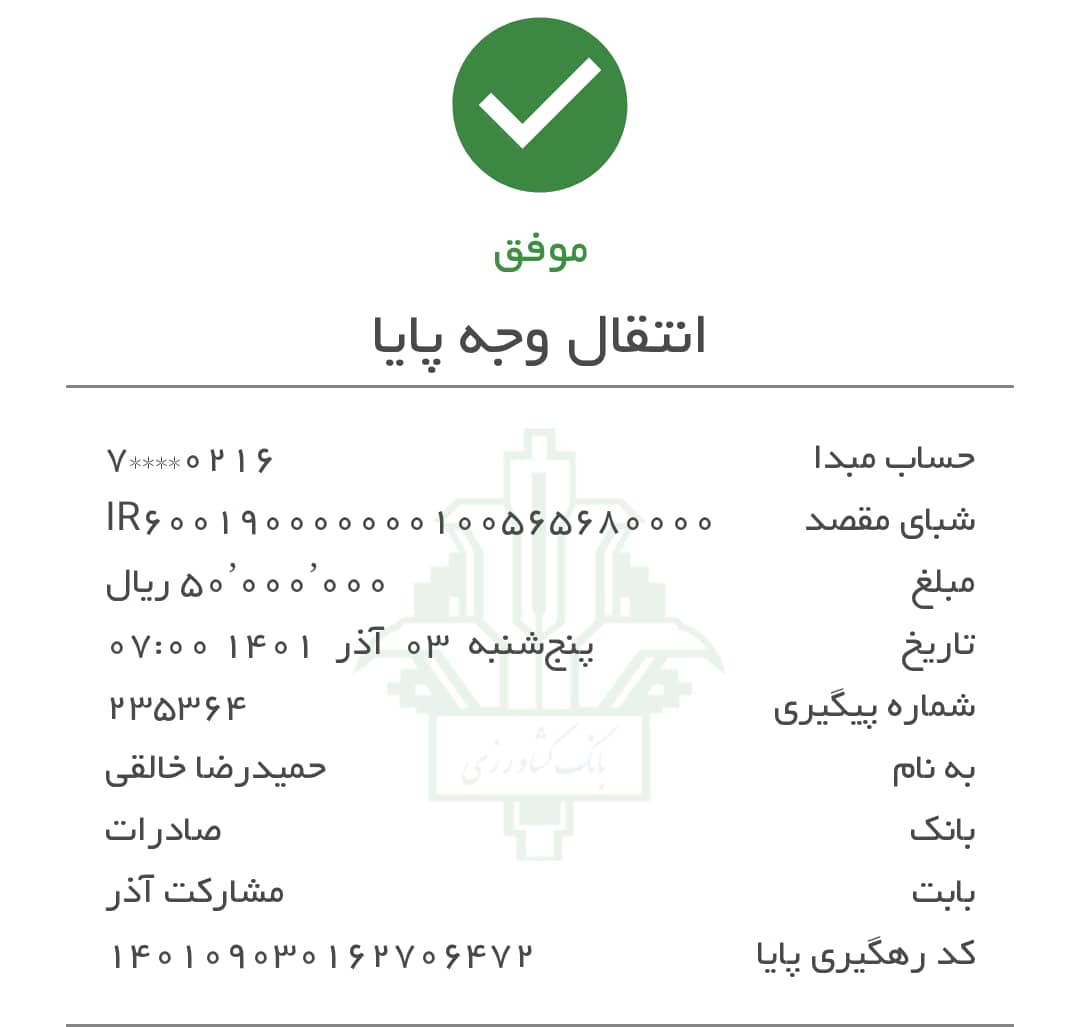 موفق
انتقال وجه پایا
حساب مبدا ۷****۰۲۱۶
شبای مقصد IR۶۰۰۱۹۰۰۰۰۰۰۰۱۰۰۵۶۵۶۸۰۰۰۰
مبلغ ۵۰٬۰۰۰٬۰۰۰ ریال
تاریخ پنج‌شنبه ۰۳ آذر ۱۴۰۱ ۰۷:۰۰
شماره پیگیری ۲۳۵۳۶۴
به نام حمیدرضا خالقی
بانک صادرات
بانک کشاورزی
بابت مشارکت آذر
کد رهگیری پایا ۱۴۰۱۰۹۰۳۰۱۶۲۷۰۶۴۷۲